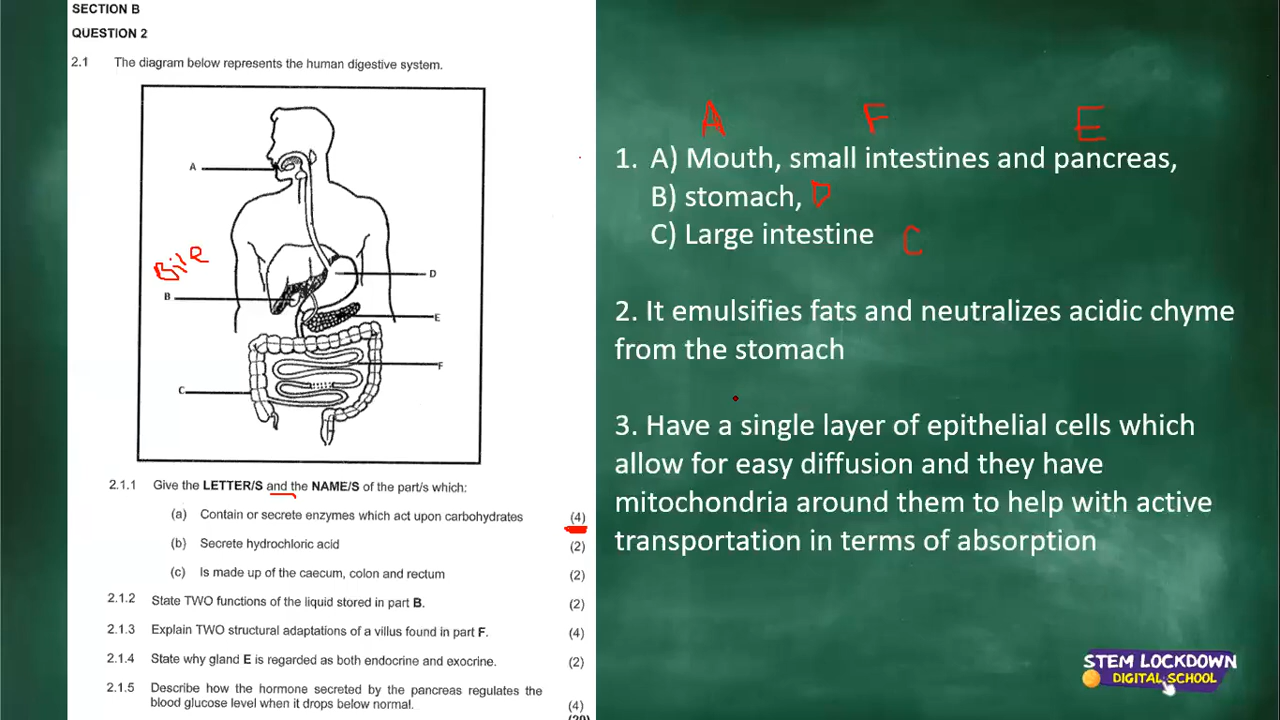 SECTION B
QUESTION 2
2.1 The diagram below represents the human digestive system.
A
Bile
B
C
D
E
F
2.1.1 Give the LETTER/S and the NAME/S of the part/s which:
(a) Contain or secrete enzymes which act upon carbohydrates (4)
(b) Secrete hydrochloric acid (2)
(c) Is made up of the caecum, colon and rectum (2)
2.1.2 State TWO functions of the liquid stored in part B. (2)
2.1.3 Explain TWO structural adaptations of a villus found in part F. (4)
2.1.4 State why gland E is regarded as both endocrine and exocrine. (2)
2.1.5 Describe how the hormone secreted by the pancreas regulates the
blood glucose level when it drops below normal. (4)
(20)
A F E
1. A) Mouth, small intestines and pancreas,
B) stomach, D
C) Large intestine C
2. It emulsifies fats and neutralizes acidic chyme
from the stomach
3. Have a single layer of epithelial cells which
allow for easy diffusion and they have
mitochondria around them to help with active
transportation in terms of absorption
STEM LOCKDOWN
DIGITAL SCHOOL